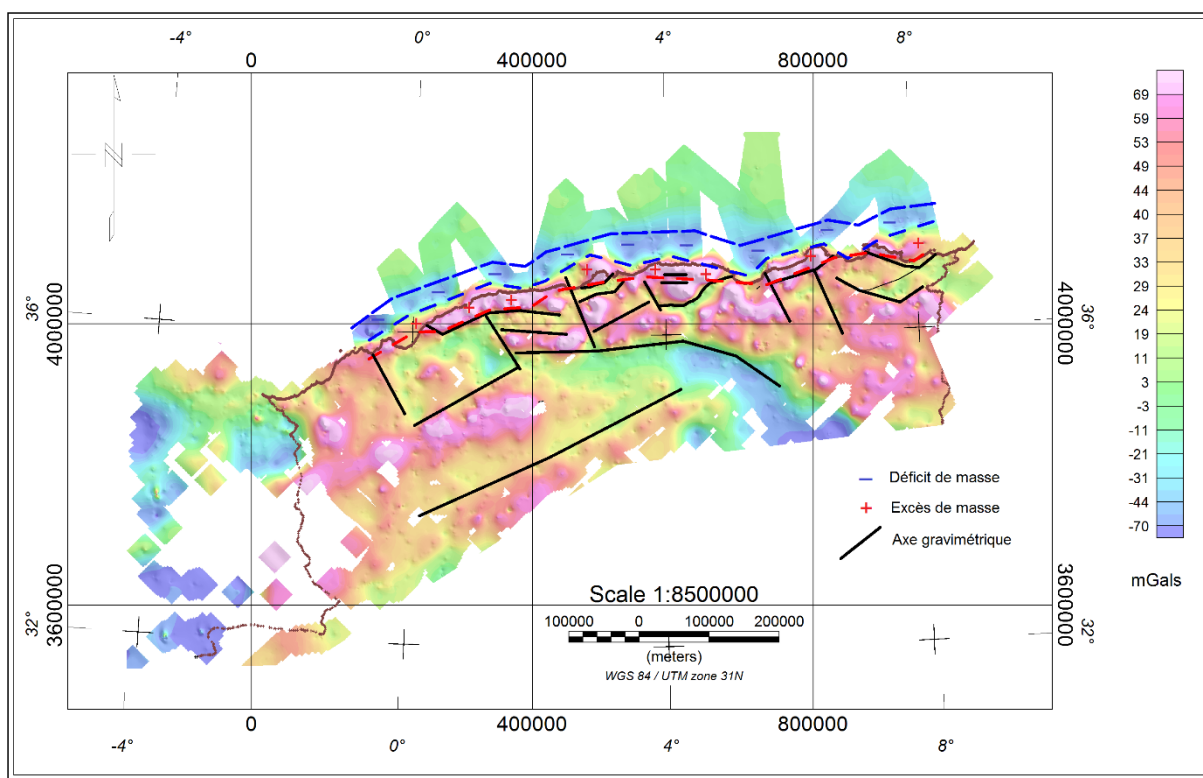 -4° 0° 4° 8°
0 400000 800000
69
59
53
49
44
40
37
33
28
24
19
11
3
-3
-11
-21
-31
-44
-70
mGals
36° 4000000
4000000 36°
N
− Déficit de masse
+ Excès de masse
Axe gravimétrique
Scale 1:8500000
100000 0 100000 200000
(meters)
WGS 84 / UTM zone 31N
32° 3600000
3600000 32°
0 400000 800000
-4° 0° 4° 8°